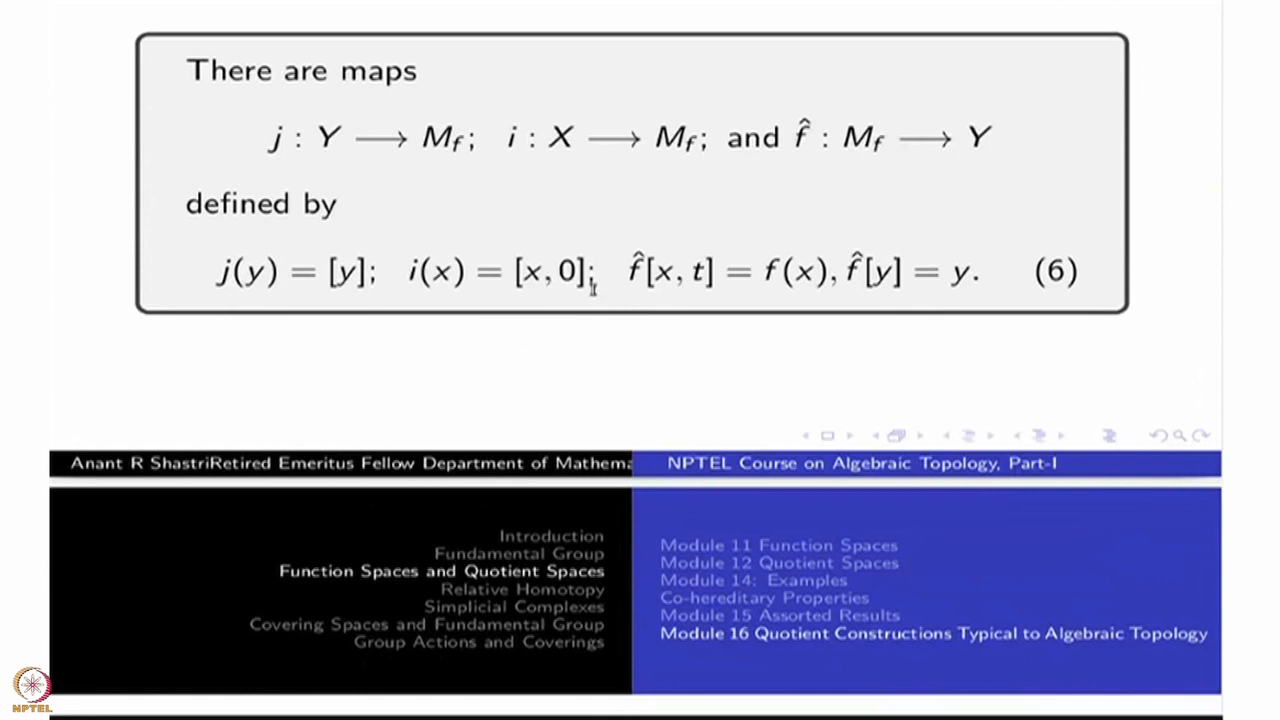 There are maps
j : Y ⟶ M_f; i : X ⟶ M_f; and f̂ : M_f ⟶ Y
defined by
j(y) = [y]; i(x) = [x, 0]; f̂[x, t] = f(x), f̂[y] = y. (6)
Anant R ShastriRetired Emeritus Fellow Department of Mathema
NPTEL Course on Algebraic Topology, Part-I
Introduction
Fundamental Group
Function Spaces and Quotient Spaces
Relative Homotopy
Simplicial Complexes
Covering Spaces and Fundamental Group
Group Actions and Coverings
Module 11 Function Spaces
Module 12 Quotient Spaces
Module 14: Examples
Co-hereditary Properties
Module 15 Assorted Results
Module 16 Quotient Constructions Typical to Algebraic Topology
NPTEL